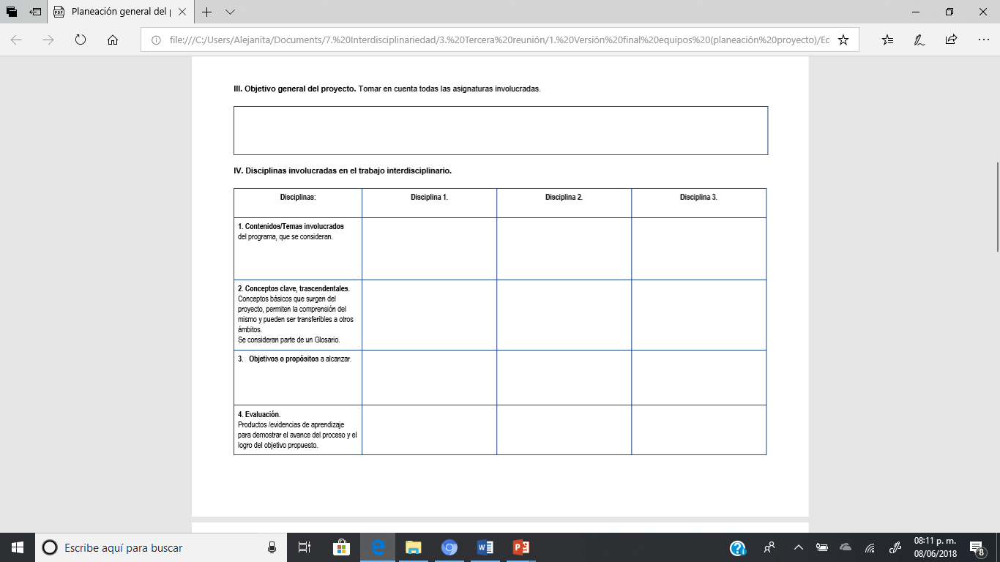 Planeación general del p
file:///C:/Users/Alejanita/Documents/7.%20Interdisciplinariedad/3.%20Tercera%20reunión/1.%20Versión%20final%20equipos%20(planeación%20proyecto)/Ec
III. Objetivo general del proyecto. Tomar en cuenta todas las asignaturas involucradas.
IV. Disciplinas involucradas en el trabajo interdisciplinario.
Disciplinas:
Disciplina 1.
Disciplina 2.
Disciplina 3.
1. Contenidos/Temas involucrados
del programa, que se consideran.
2. Conceptos clave, trascendentales.
Conceptos básicos que surgen del
proyecto, permiten la comprensión del
mismo y pueden ser transferibles a otros
ámbitos.
Se consideran parte de un Glosario.
3. Objetivos o propósitos a alcanzar.
4. Evaluación.
Productos /evidencias de aprendizaje
para demostrar el avance del proceso y el
logro del objetivo propuesto.
Escribe aquí para buscar
08:11 p. m.
08/06/2018
8